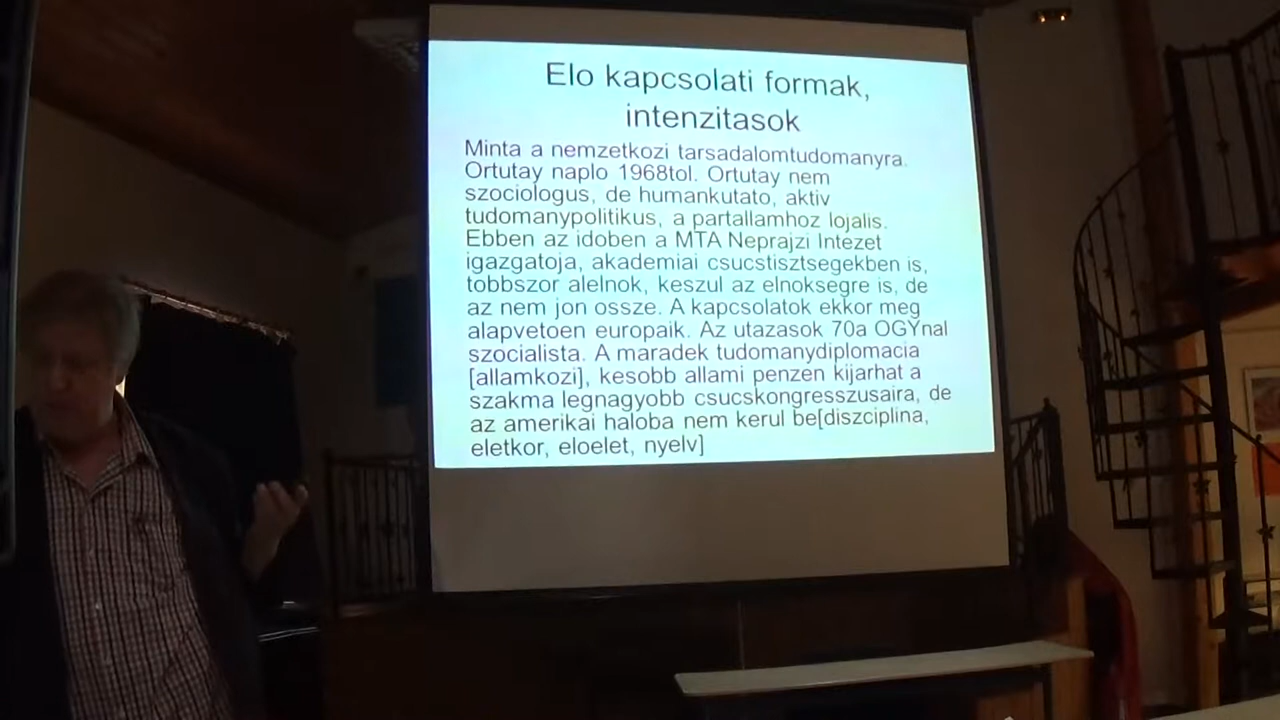 Elo kapcsolati formak,
intenzitasok
Minta a nemzetkozi tarsadalomtudomanyra.
Ortutay naplo 1968tol. Ortutay nem
szociologus, de humankutato, aktiv
tudomanypolitikus, a partallamhoz lojalis.
Ebben az idoben a MTA Neprajzi Intezet
igazgatoja, akademiai csucstisztsegekben is,
tobbszor alelnok, keszul az elnoksegre is, de
az nem jon ossze. A kapcsolatok ekkor meg
alapvetoen europaik. Az utazasok 70a OGYnal
szocialista. A maradek tudomanydiplomacia
[allamkozi], kesobb allami penzen kijarhat a
szakma legnagyobb csucskongresszusaira, de
az amerikai haloba nem kerul be[diszciplina,
eletkor, eloelet, nyelv]